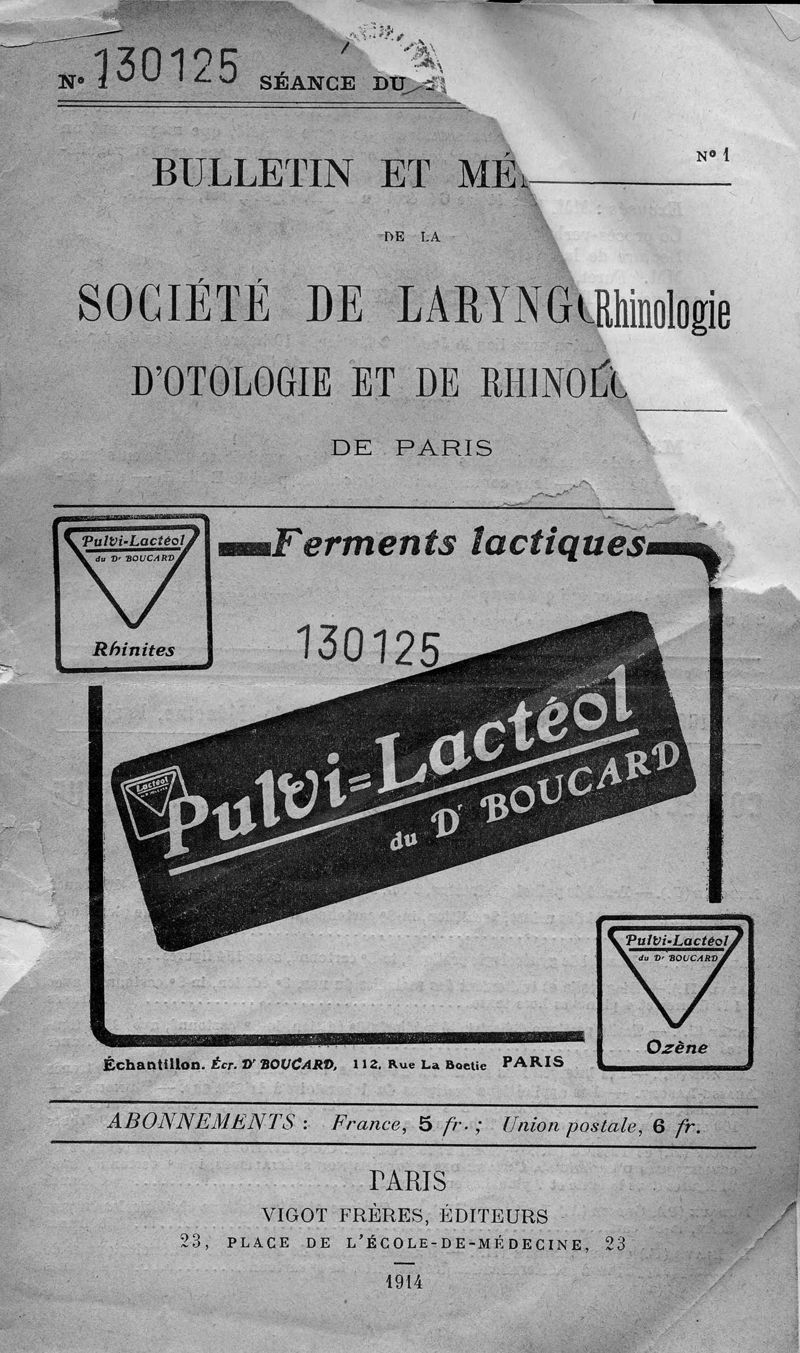 N° 1
130125
SÉANCE DU
N° 1
BULLETIN ET MÉ
DE LA
SOCIÉTÉ DE LARYNGO
Rhinologie
D'OTOLOGIE ET DE RHINOLO
DE PARIS
Pulvi-Lactéol
du Dr BOUCARD
Rhinites
Ferments lactiques
130125
Lactéol
Pulvi-Lactéol
du Dr BOUCARD
Pulvi-Lactéol
du Dr BOUCARD
Ozène
Échantillon. Écr. Dr BOUCARD, 112, Rue La Boetie PARIS
ABONNEMENTS : France, 5 fr. ; Union postale, 6 fr.
PARIS
VIGOT FRÈRES, ÉDITEURS
23, PLACE DE L'ÉCOLE-DE-MÉDECINE, 23
1914